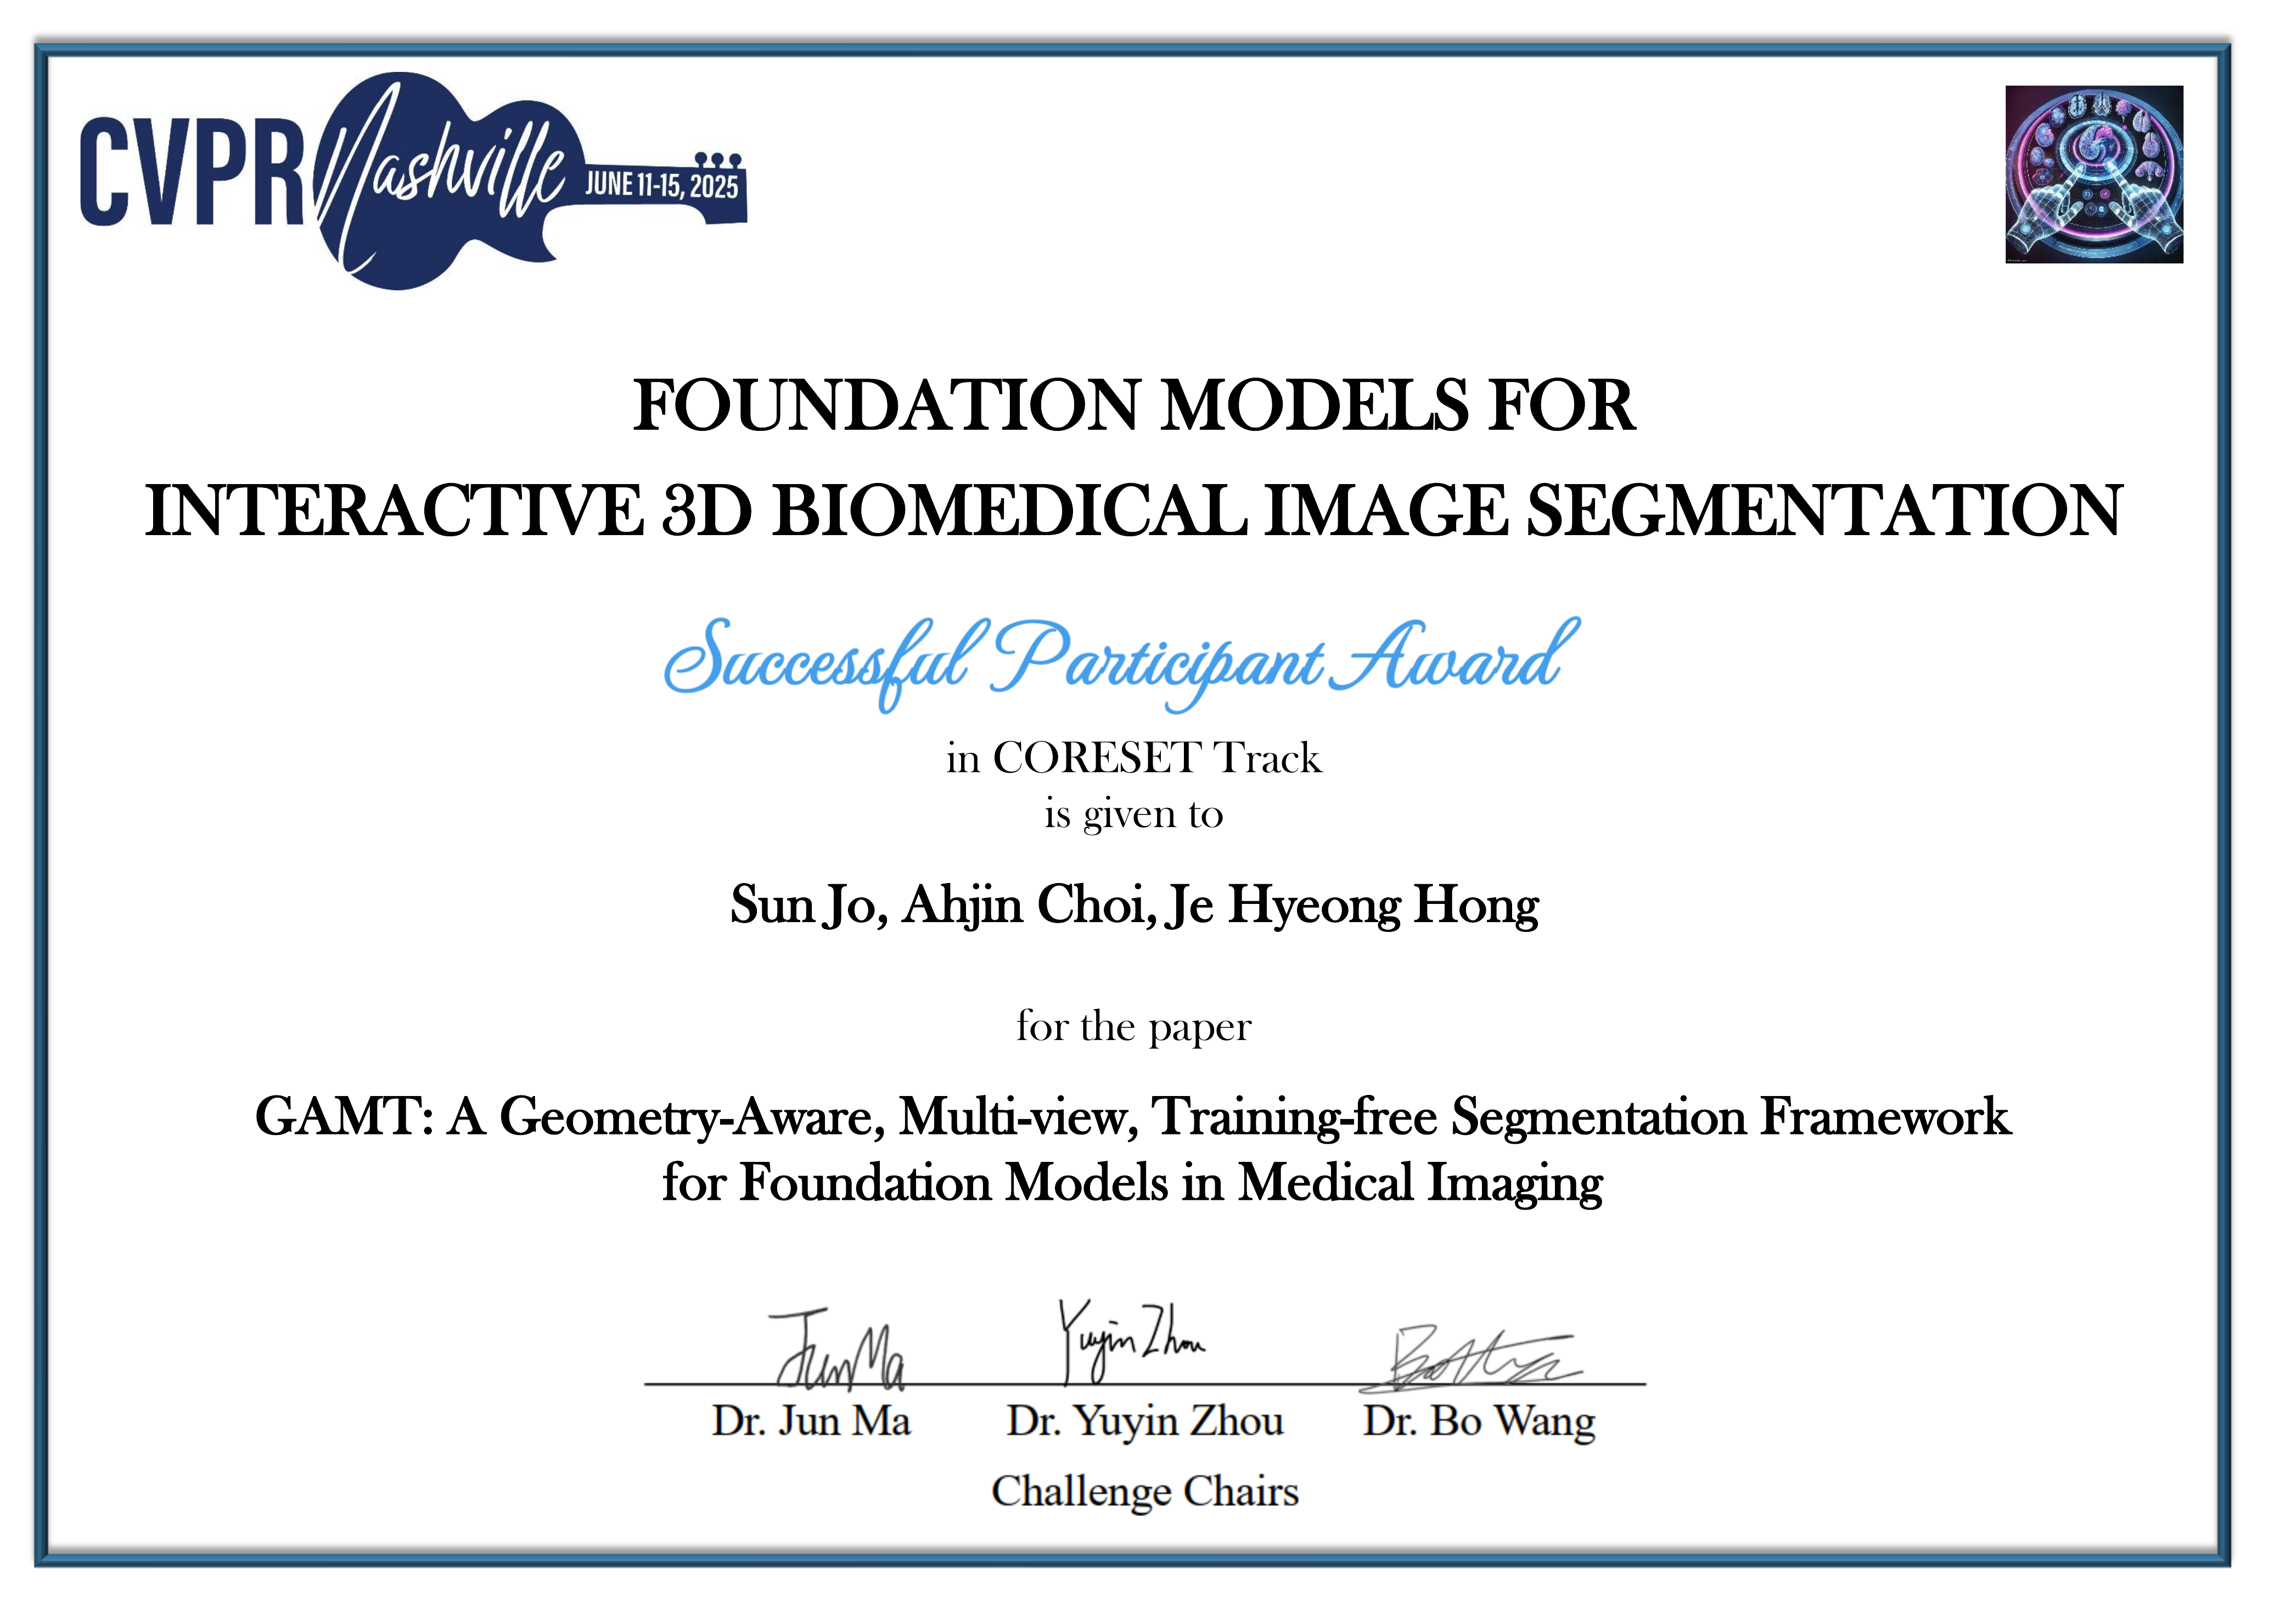 CVPR Nashville JUNE 11-15, 2025
FOUNDATION MODELS FOR
INTERACTIVE 3D BIOMEDICAL IMAGE SEGMENTATION
Successful Participant Award
in CORESET Track
is given to
Sun Jo, Ahjin Choi, Je Hyeong Hong
for the paper
GAMT: A Geometry-Aware, Multi-view, Training-free Segmentation Framework
for Foundation Models in Medical Imaging
Jun Ma Yuyin Zhou
Dr. Jun Ma Dr. Yuyin Zhou Dr. Bo Wang
Challenge Chairs